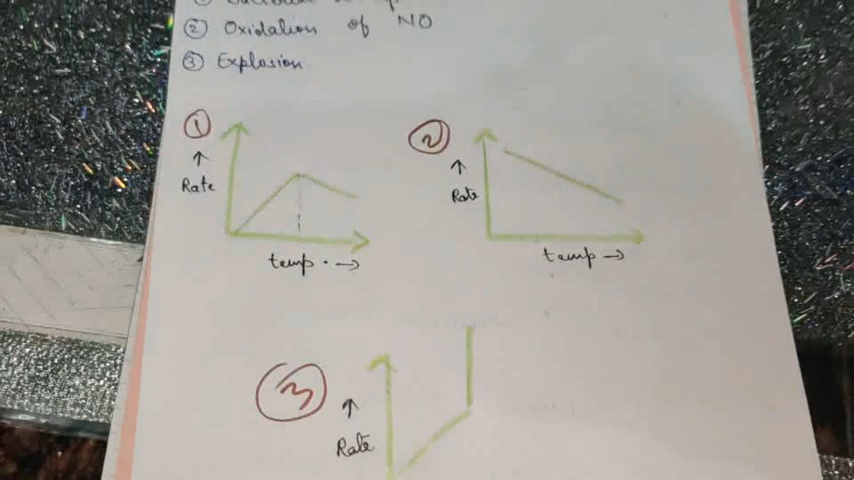 ② Oxidation of NO
③ Explosion
①
↑
Rate
temp. →
②
↑
Rate
temp →
③
↑
Rate